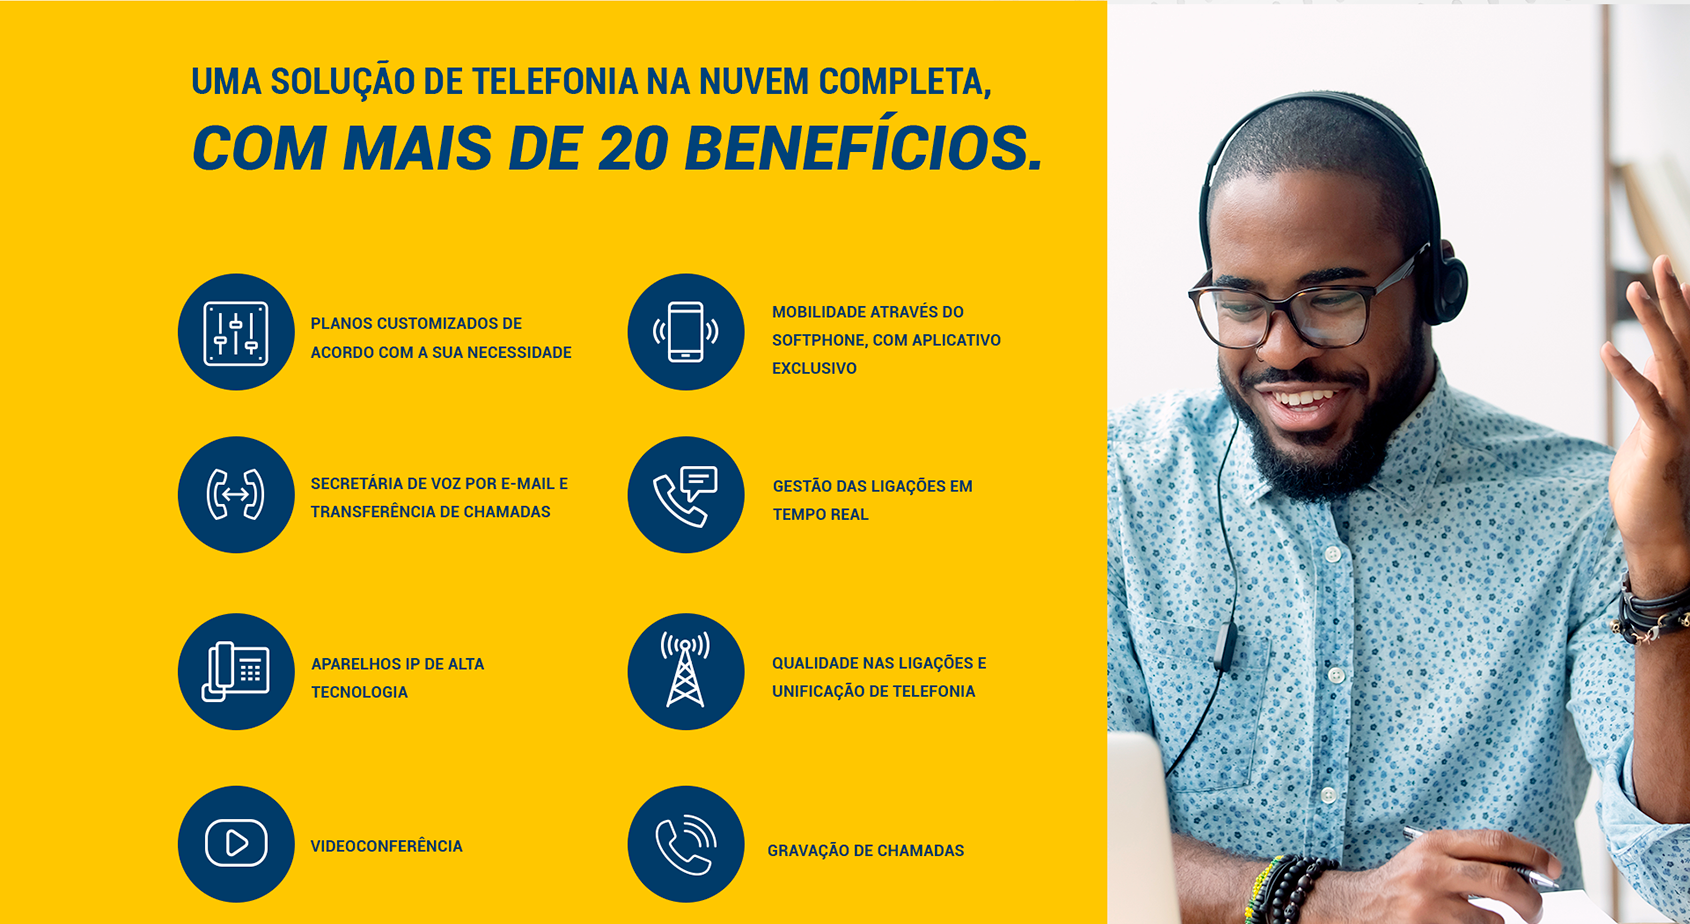 UMA SOLUÇÃO DE TELEFONIA NA NUVEM COMPLETA,
COM MAIS DE 20 BENEFÍCIOS.
PLANOS CUSTOMIZADOS DE
ACORDO COM A SUA NECESSIDADE
MOBILIDADE ATRAVÉS DO
SOFTPHONE, COM APLICATIVO
EXCLUSIVO
SECRETÁRIA DE VOZ POR E-MAIL E
TRANSFERÊNCIA DE CHAMADAS
GESTÃO DAS LIGAÇÕES EM
TEMPO REAL
APARELHOS IP DE ALTA
TECNOLOGIA
QUALIDADE NAS LIGAÇÕES E
UNIFICAÇÃO DE TELEFONIA
VIDEOCONFERÊNCIA
GRAVAÇÃO DE CHAMADAS